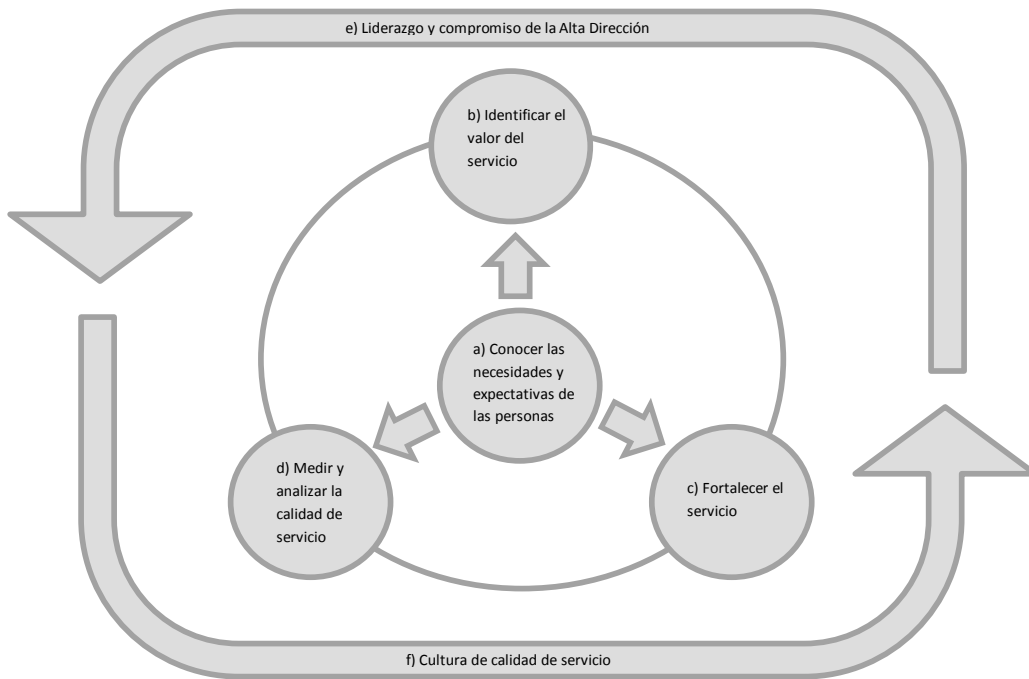 e) Liderazgo y compromiso de la Alta Dirección
b) Identificar el
valor del
servicio
a) Conocer las
necesidades y
expectativas de
las personas
d) Medir y
analizar la
calidad de
servicio
c) Fortalecer el
servicio
f) Cultura de calidad de servicio